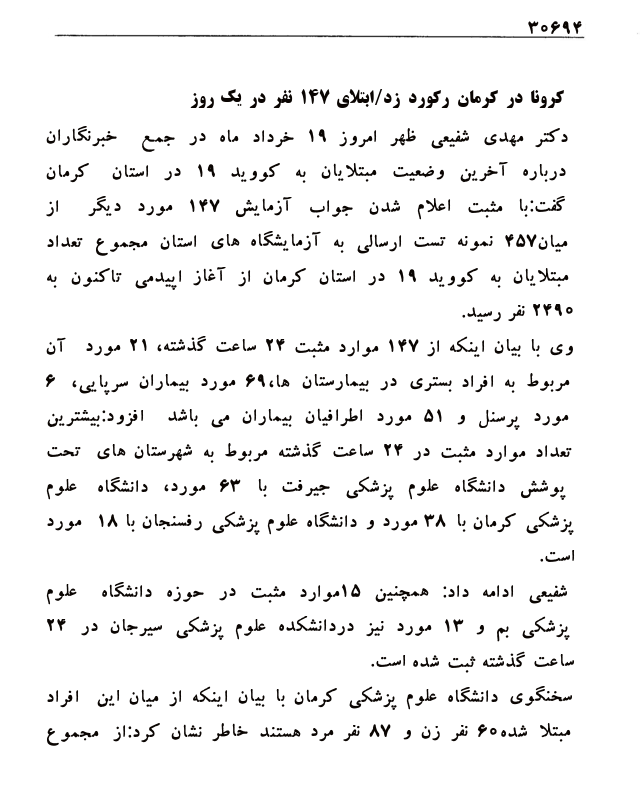 ۳۰۶۹۴
کرونا در کرمان رکورد زد/ابتلای ۱۴۷ نفر در یک روز
دکتر مهدی شفیعی ظهر امروز ۱۹ خرداد ماه در جمع خبرنگاران
درباره آخرین وضعیت مبتلایان به کووید ۱۹ در استان کرمان
گفت:با مثبت اعلام شدن جواب آزمایش ۱۴۷ مورد دیگر از
میان۴۵۷ نمونه تست ارسالی به آزمایشگاه های استان مجموع تعداد
مبتلایان به کووید ۱۹ در استان کرمان از آغاز اپیدمی تاکنون به
۲۴۹۰ نفر رسید.
وی با بیان اینکه از ۱۴۷ موارد مثبت ۲۴ ساعت گذشته، ۲۱ مورد آن
مربوط به افراد بستری در بیمارستان ها،۶۹ مورد بیماران سرپایی، ۶
مورد پرسنل و ۵۱ مورد اطرافیان بیماران می باشد افزود:بیشترین
تعداد موارد مثبت در ۲۴ ساعت گذشته مربوط به شهرستان های تحت
پوشش دانشگاه علوم پزشکی جیرفت با ۶۳ مورد، دانشگاه علوم
پزشکی کرمان با ۳۸ مورد و دانشگاه علوم پزشکی رفسنجان با ۱۸ مورد
است.
شفیعی ادامه داد: همچنین ۱۵موارد مثبت در حوزه دانشگاه علوم
پزشکی بم و ۱۳ مورد نیز دردانشکده علوم پزشکی سیرجان در ۲۴
ساعت گذشته ثبت شده است.
سخنگوی دانشگاه علوم پزشکی کرمان با بیان اینکه از میان این افراد
مبتلا شده۶۰ نفر زن و ۸۷ نفر مرد هستند خاطر نشان کرد:از مجموع